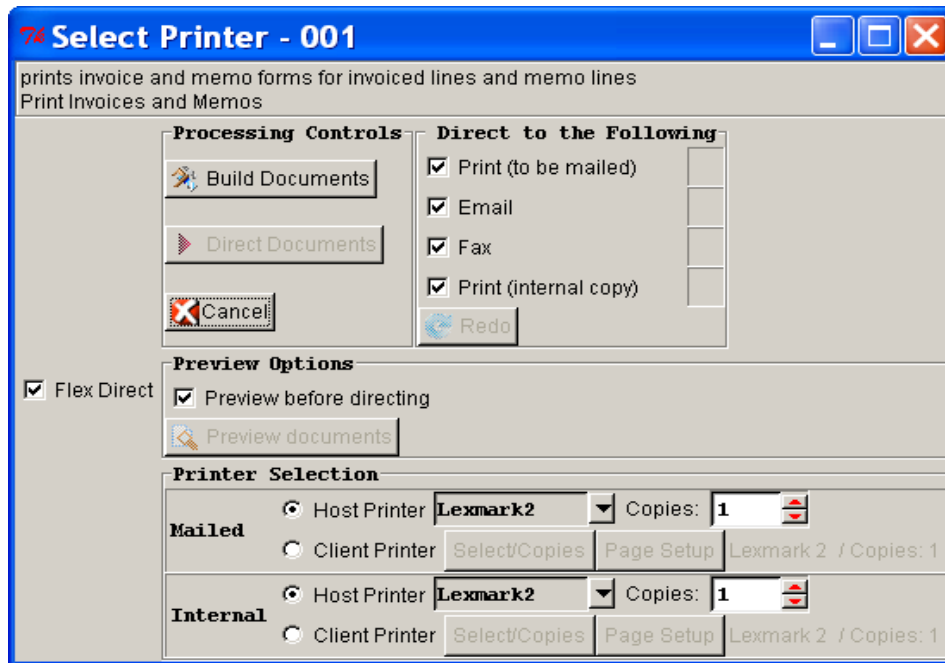 Select Printer - 001
prints invoice and memo forms for invoiced lines and memo lines
Print Invoices and Memos
Processing Controls
Build Documents
Direct Documents
Cancel
Direct to the Following
Print (to be mailed)
Email
Fax
Print (internal copy)
Redo
Flex Direct
Preview Options
Preview before directing
Preview documents
Printer Selection
Mailed
Host Printer Lexmark2 Copies: 1
Client Printer Select/Copies Page Setup Lexmark 2 / Copies: 1
Internal
Host Printer Lexmark2 Copies: 1
Client Printer Select/Copies Page Setup Lexmark 2 / Copies: 1